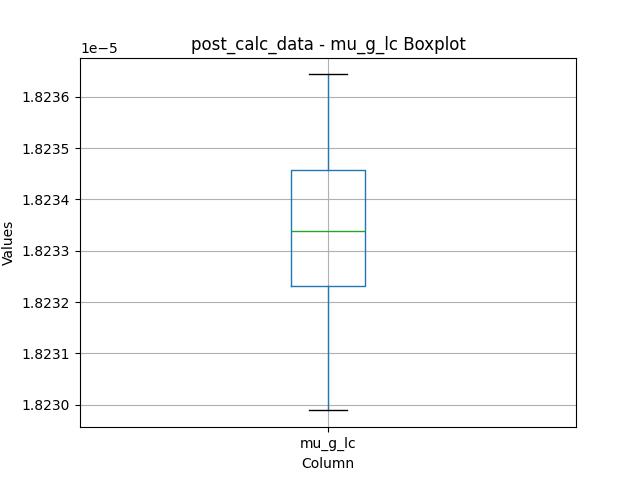 post_calc_data - mu_g_lc Boxplot
1e−5
1.8236
1.8235
1.8234
1.8233
1.8232
1.8231
1.8230
Values
mu_g_lc
Column